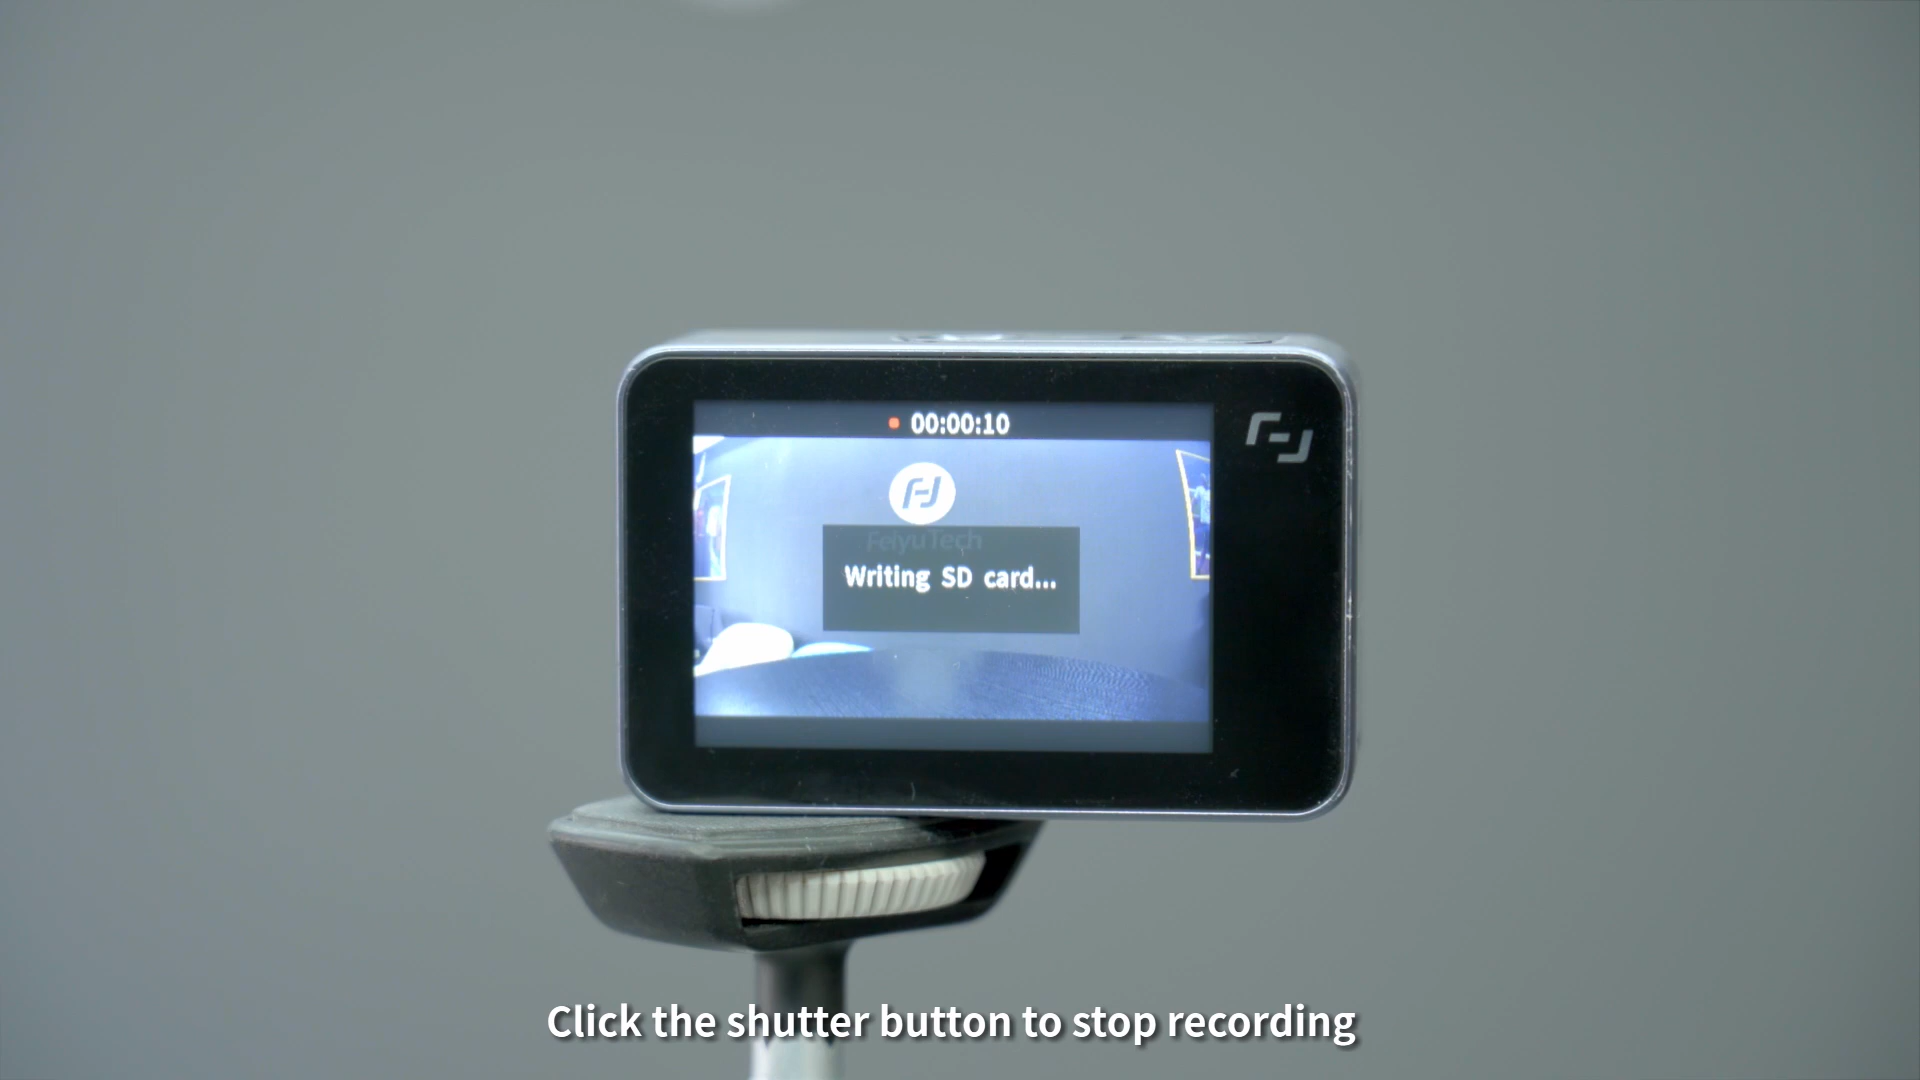 00:00:10
FeiyuTech
Writing SD card...
Click the shutter button to stop recording